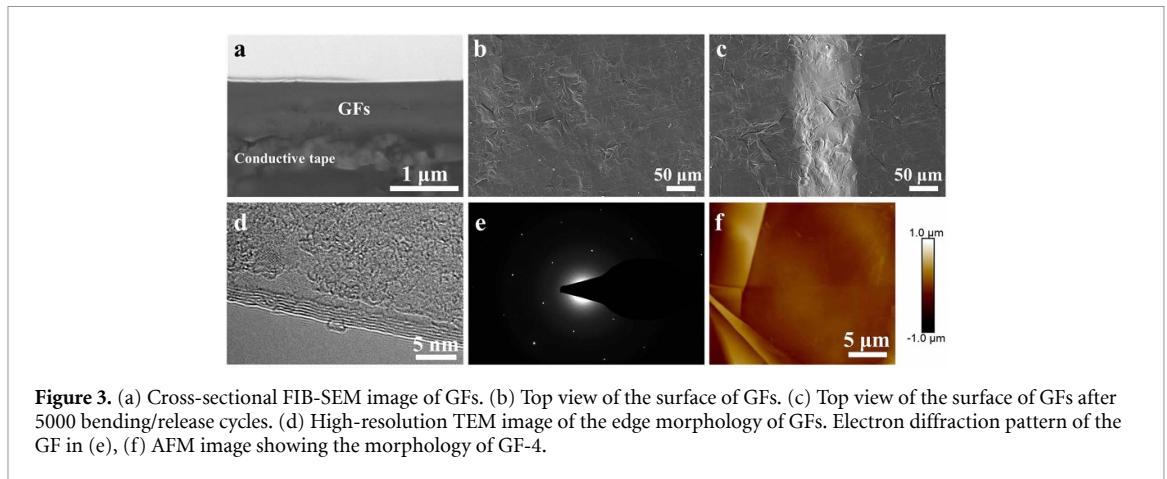 a
GFs
Conductive tape
1 μm
b
50 μm
c
50 μm
d
5 nm
e
f
5 μm
1.0 μm
-1.0 μm
Figure 3. (a) Cross-sectional FIB-SEM image of GFs. (b) Top view of the surface of GFs. (c) Top view of the surface of GFs after
5000 bending/release cycles. (d) High-resolution TEM image of the edge morphology of GFs. Electron diffraction pattern of the
GF in (e), (f) AFM image showing the morphology of GF-4.